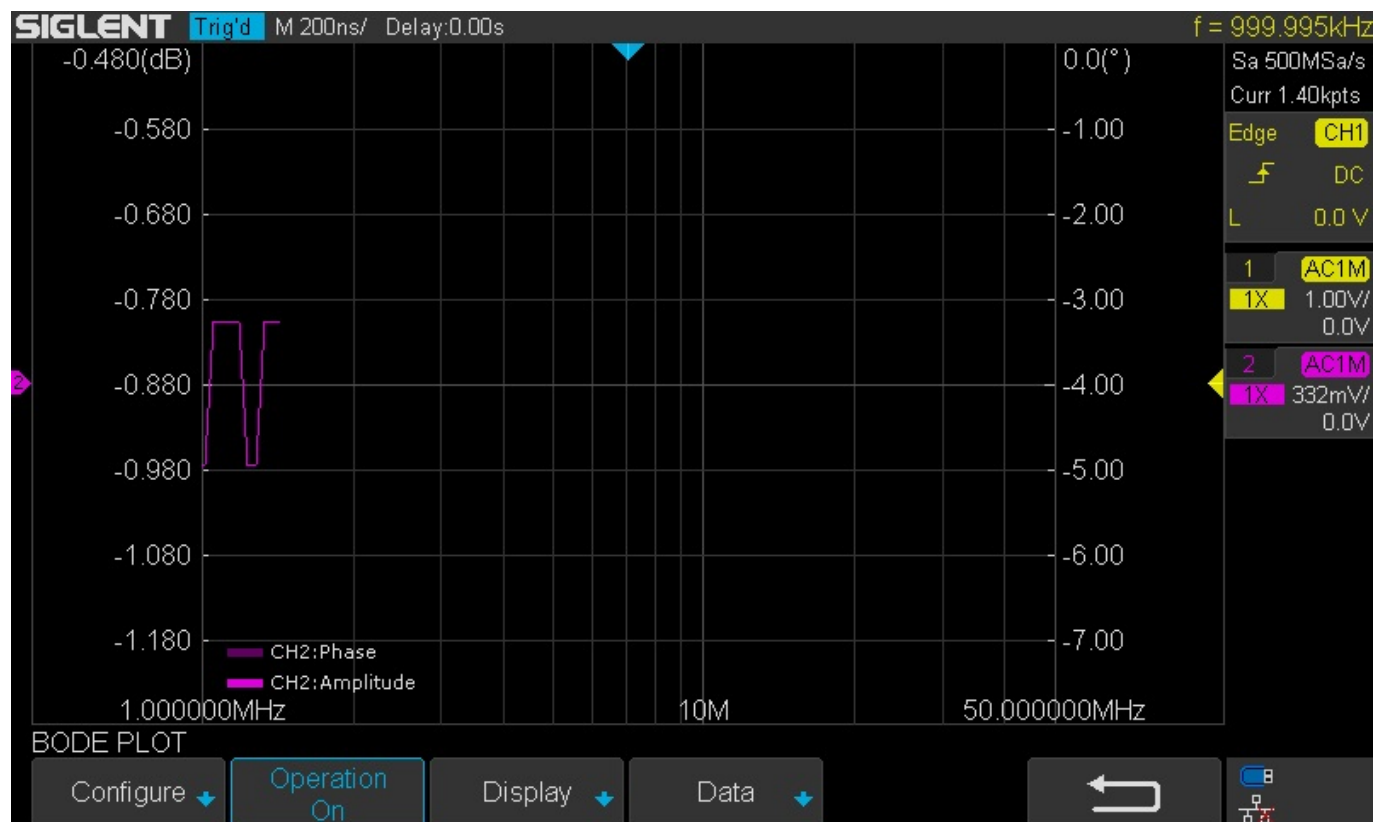 SIGLENT Trig'd M 200ns/ Delay:0.00s f = 999.995kHz
-0.480(dB) 0.0(°) Sa 500MSa/s
Curr 1.40kpts
-0.580 -1.00 Edge CH1
DC
-0.680 -2.00 L 0.0 V
1 AC1M
-0.780 -3.00 1X 1.00V/
0.0V
2 AC1M
2 -0.880 -4.00 1X 332mV/
0.0V
-0.980 -5.00
-1.080 -6.00
-1.180 -7.00
CH2:Phase
CH2:Amplitude
1.000000MHz 10M 50.000000MHz
BODE PLOT
Configure Operation On Display Data